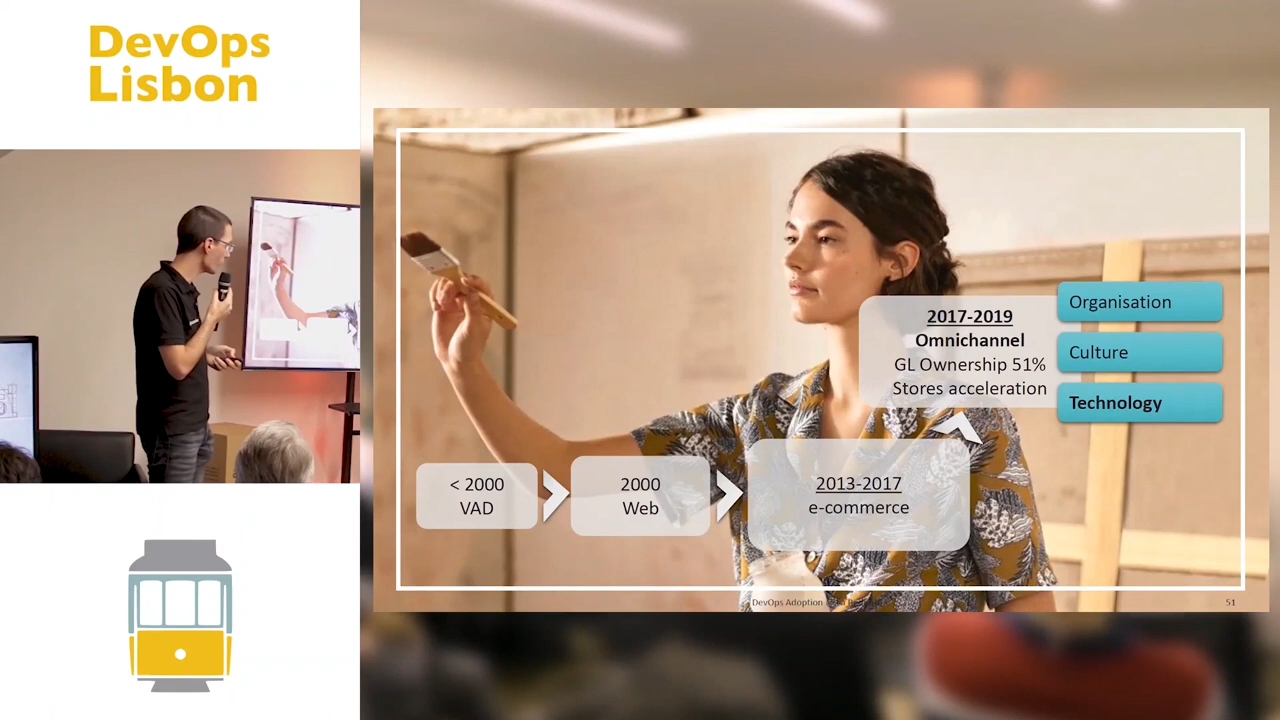 DevOps
Lisbon
2017-2019
Omnichannel
GL Ownership 51%
Stores acceleration
Organisation
Culture
Technology
< 2000
VAD
2000
Web
2013-2017
e-commerce
DevOps Adoption
51